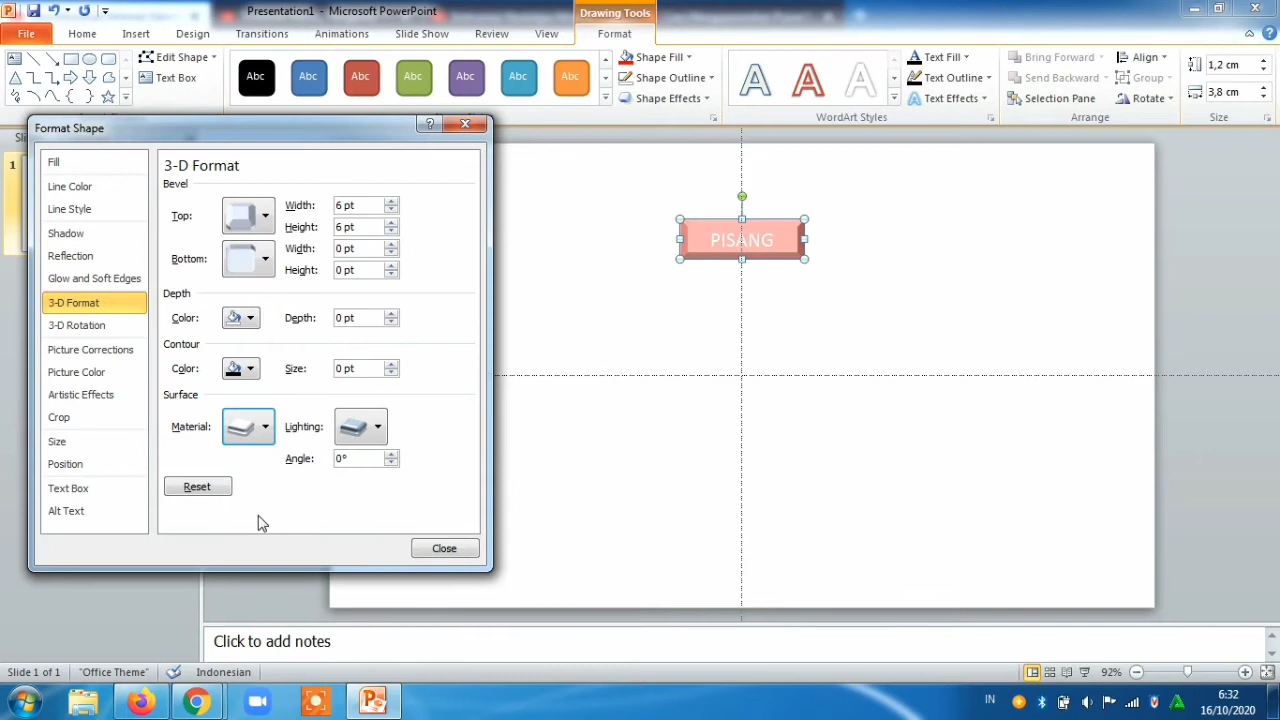 Presentation1 - Microsoft PowerPoint
Drawing Tools
File Home Insert Design Transitions Animations Slide Show Review View Format
Edit Shape
Text Box
Abc Abc Abc Abc Abc Abc Abc
Shape Fill
Shape Outline
Shape Effects
A A A
Text Fill
Text Outline
Text Effects
WordArt Styles
Bring Forward
Send Backward
Selection Pane
Align
Group
Rotate
Arrange
1,2 cm
3,8 cm
Size
1
Format Shape
Fill
Line Color
Line Style
Shadow
Reflection
Glow and Soft Edges
3-D Format
3-D Rotation
Picture Corrections
Picture Color
Artistic Effects
Crop
Size
Position
Text Box
Alt Text
3-D Format
Bevel
Top:
Width: 6 pt
Height: 6 pt
Bottom:
Width: 0 pt
Height: 0 pt
Depth
Color:
Depth: 0 pt
Contour
Color:
Size: 0 pt
Surface
Material:
Lighting:
Angle: 0°
Reset
Close
PISANG
Click to add notes
Slide 1 of 1 "Office Theme" Indonesian 92%
IN
6:32
16/10/2020